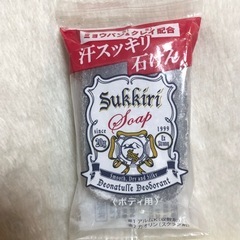 ミョウバン&クレイ配合
汗スッキリ
石けん
Sukkiri
Soap
since
1999
30g
Smooth, Dry and Silky
Deonatulle Deodorant
〈ボディ用〉